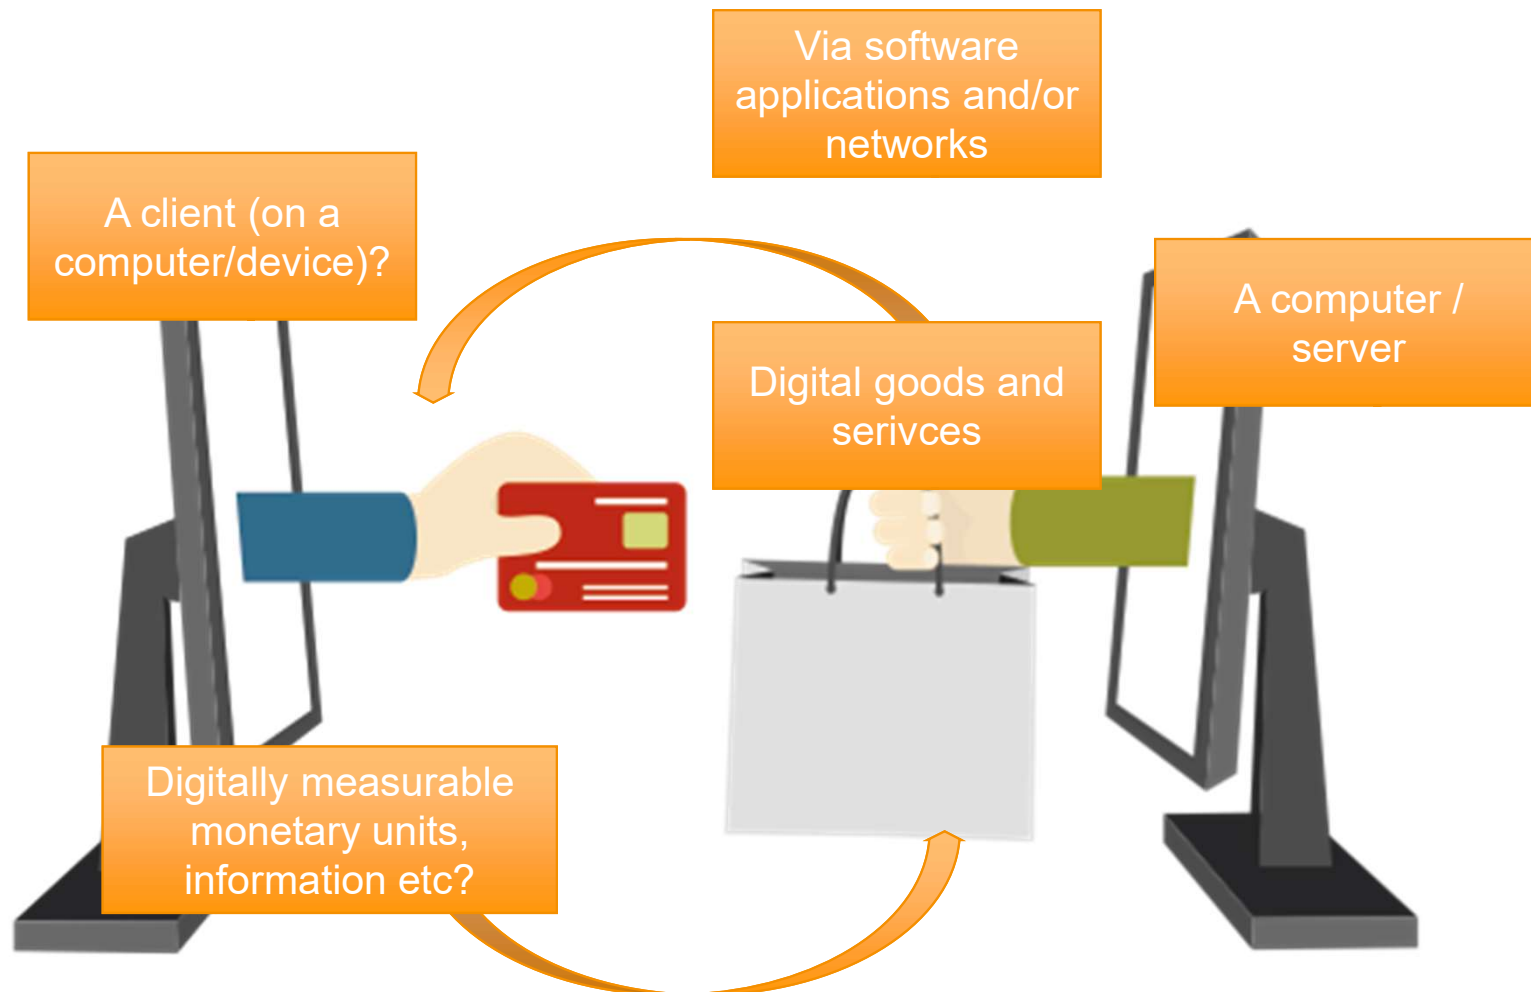 Via software
applications and/or
networks
A client (on a
computer/device)?
A computer /
server
Digital goods and
serivces
Digitally measurable
monetary units,
information etc?